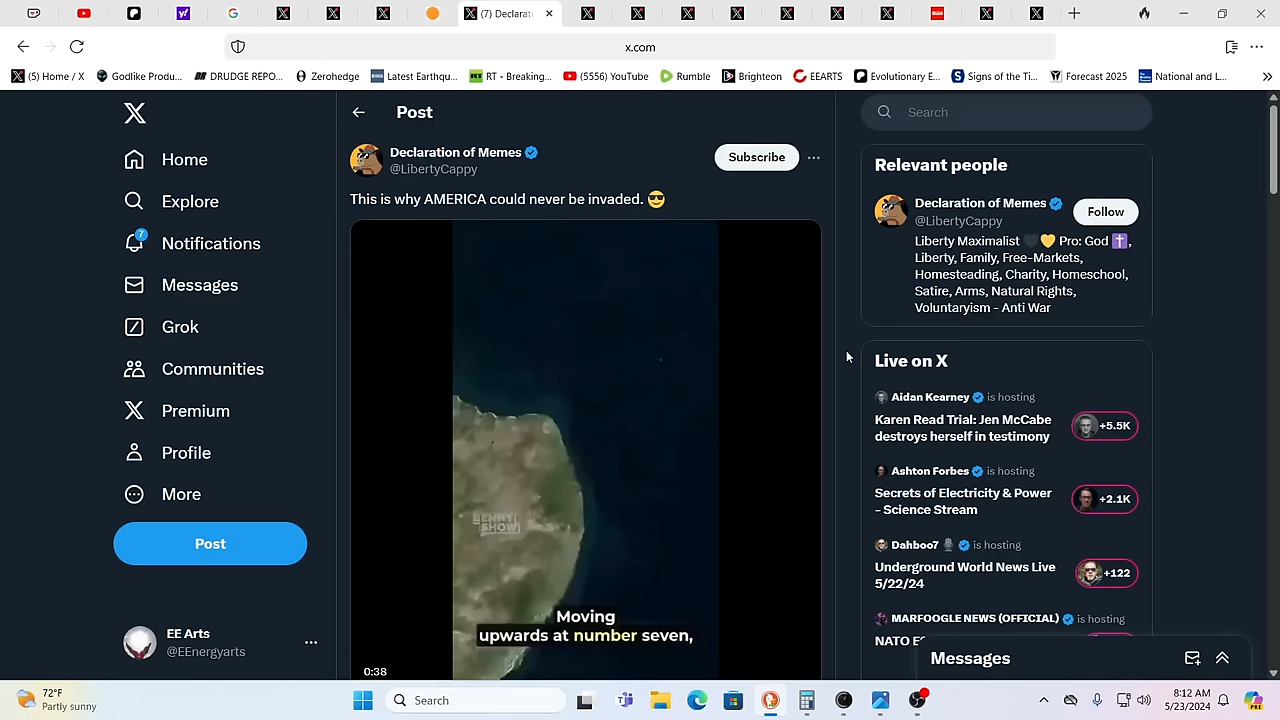 (7) Declarati
x.com
(5) Home / X
Godlike Produ...
DRUDGE REPO...
Zerohedge
Latest Earthqu...
RT - Breaking...
(5556) YouTube
Rumble
Brighteon
EEARTS
Evolutionary E...
Signs of the Ti...
Forecast 2025
National and L...
Home
Explore
7
Notifications
Messages
Grok
Communities
Premium
Profile
More
Post
EE Arts
@EEnergyarts
Post
Declaration of Memes
@LibertyCappy
Subscribe
This is why AMERICA could never be invaded. 😎
LENNY
SHOW
Moving
upwards at number seven,
0:38
Search
Relevant people
Declaration of Memes
@LibertyCappy
Follow
Liberty Maximalist 🖤💛 Pro: God ✝️,
Liberty, Family, Free-Markets,
Homesteading, Charity, Homeschool,
Satire, Arms, Natural Rights,
Voluntaryism - Anti War
Live on X
Aidan Kearney is hosting
Karen Read Trial: Jen McCabe
destroys herself in testimony
+5.5K
Ashton Forbes is hosting
Secrets of Electricity & Power
- Science Stream
+2.1K
Dahboo7 🎙️ is hosting
Underground World News Live
5/22/24
+122
MARFOOGLE NEWS (OFFICIAL) is hosting
NATO
Messages
72°F
Partly sunny
Search
8:12 AM
5/23/2024